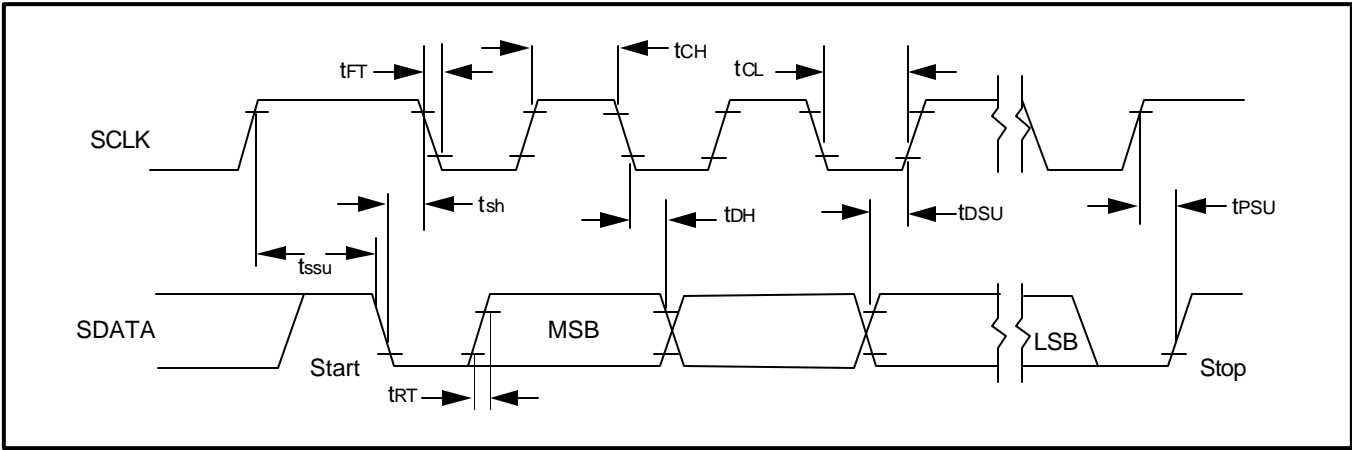 tCH
tFT
tCL
SCLK
tsh
tDH
tDSU
tPSU
tssu
SDATA
MSB
LSB
Start
Stop
tRT